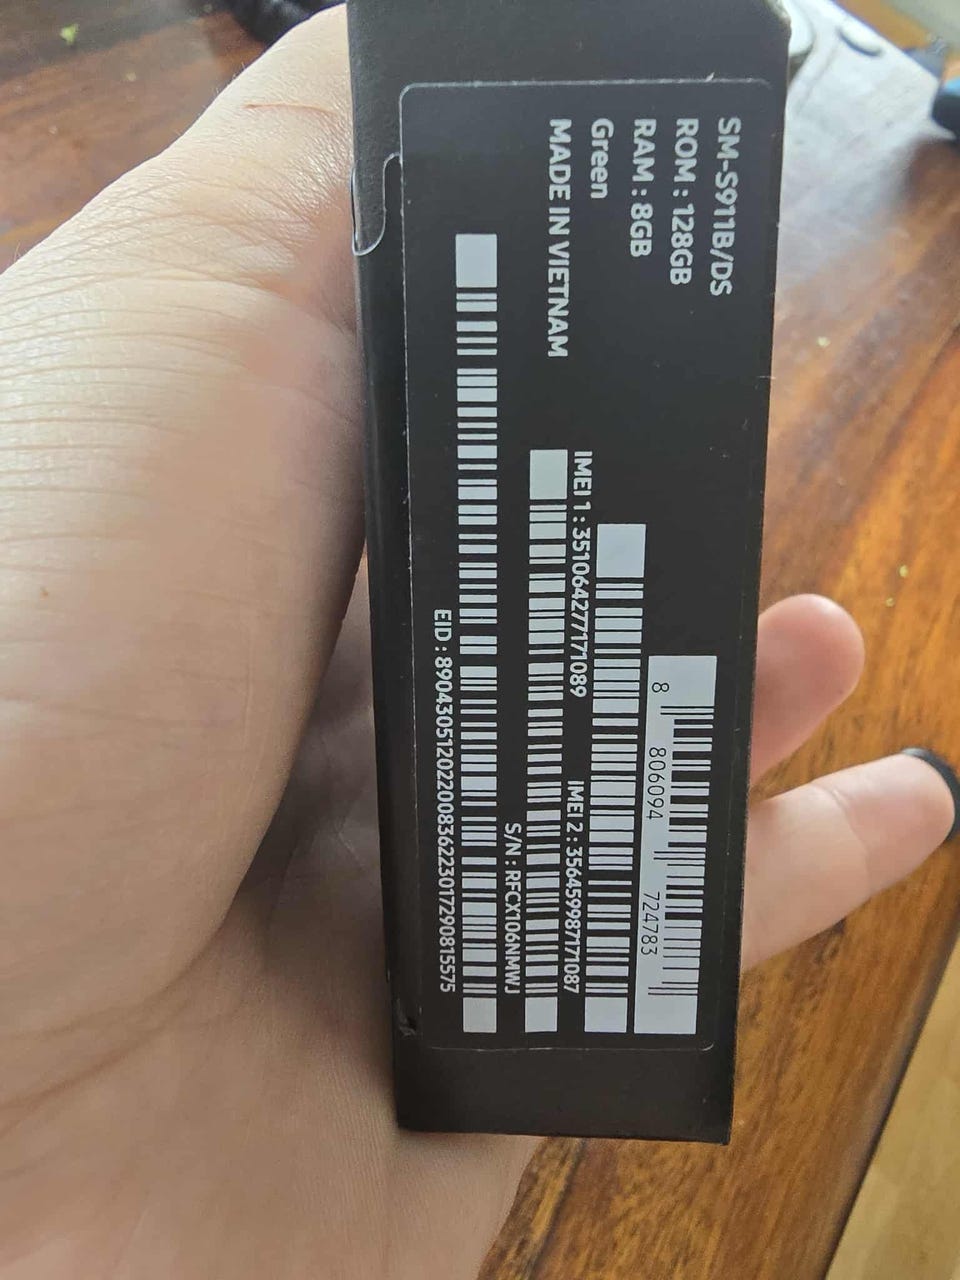 SM-S911B/DS
ROM : 128GB
RAM : 8GB
Green
MADE IN VIETNAM
8 806094 724783
IMEI 1 : 351064277171089
IMEI 2 : 356459987171087
S/N : RFCX106NMWJ
EID : 89043051202200836223017290815575